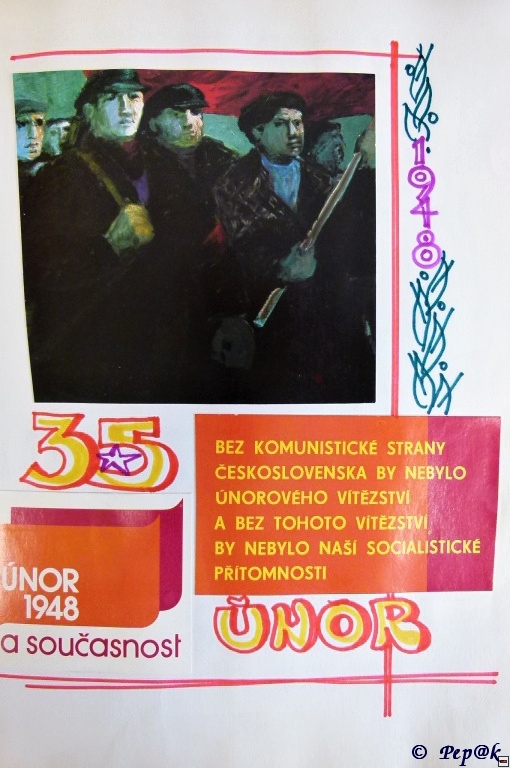 1948
35
BEZ KOMUNISTICKÉ STRANY
ČESKOSLOVENSKA BY NEBYLO
ÚNOROVÉHO VÍTĚZSTVÍ
A BEZ TOHOTO VÍTĚZSTVÍ
BY NEBYLO NAŠÍ SOCIALISTICKÉ
PŘÍTOMNOSTI
ÚNOR
1948
a současnost
ÚNOR
© Pep@k